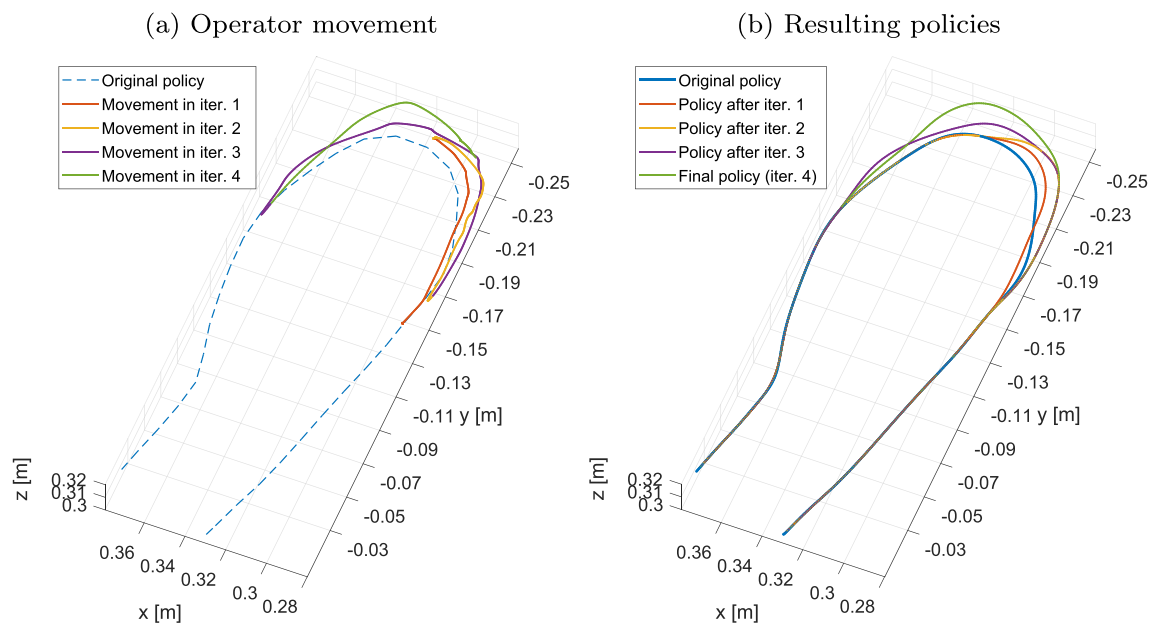 (a) Operator movement
Original policy
Movement in iter. 1
Movement in iter. 2
Movement in iter. 3
Movement in iter. 4
-0.25
-0.23
-0.21
-0.19
-0.17
-0.15
-0.13
-0.11 y [m]
-0.09
-0.07
-0.05
-0.03
z [m]
0.32
0.31
0.3
0.36
0.34
0.32
0.3
0.28
x [m]
(b) Resulting policies
Original policy
Policy after iter. 1
Policy after iter. 2
Policy after iter. 3
Final policy (iter. 4)
-0.25
-0.23
-0.21
-0.19
-0.17
-0.15
-0.13
-0.11 y [m]
-0.09
-0.07
-0.05
-0.03
z [m]
0.32
0.31
0.3
0.36
0.34
0.32
0.3
0.28
x [m]